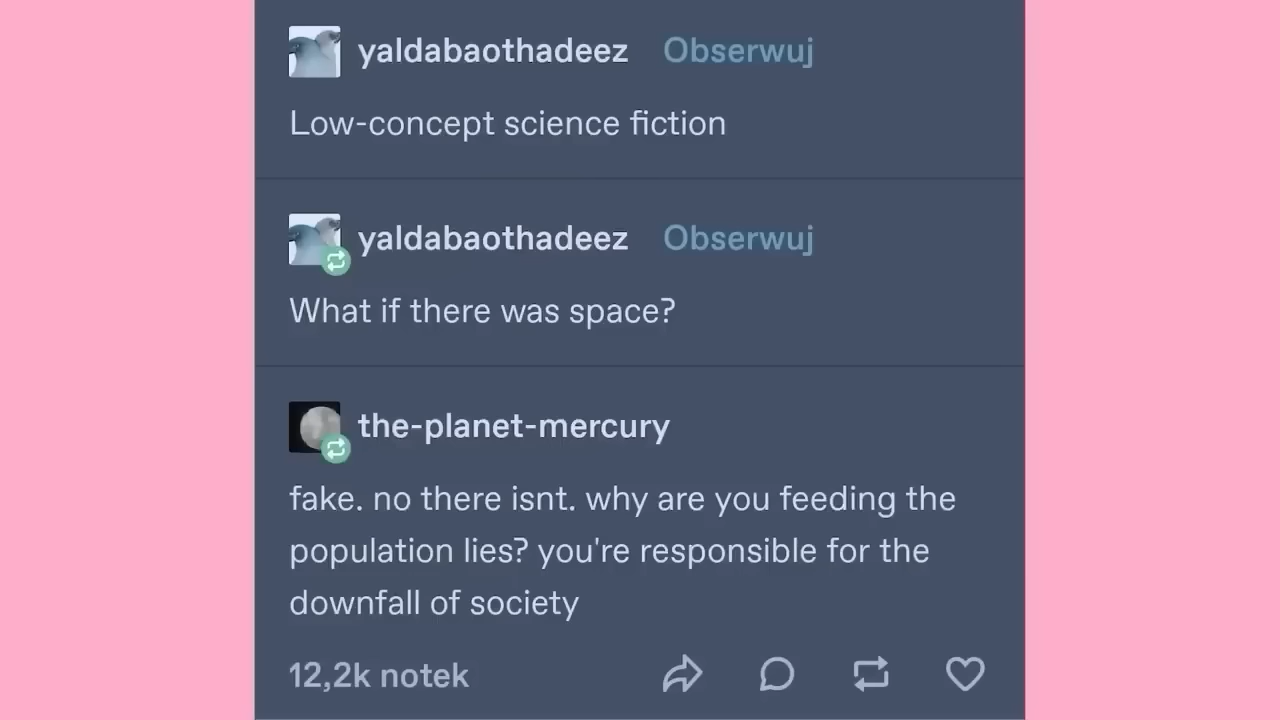 yaldabaothadeez Obserwuj
Low-concept science fiction
yaldabaothadeez Obserwuj
What if there was space?
the-planet-mercury
fake. no there isnt. why are you feeding the
population lies? you're responsible for the
downfall of society
12,2k notek